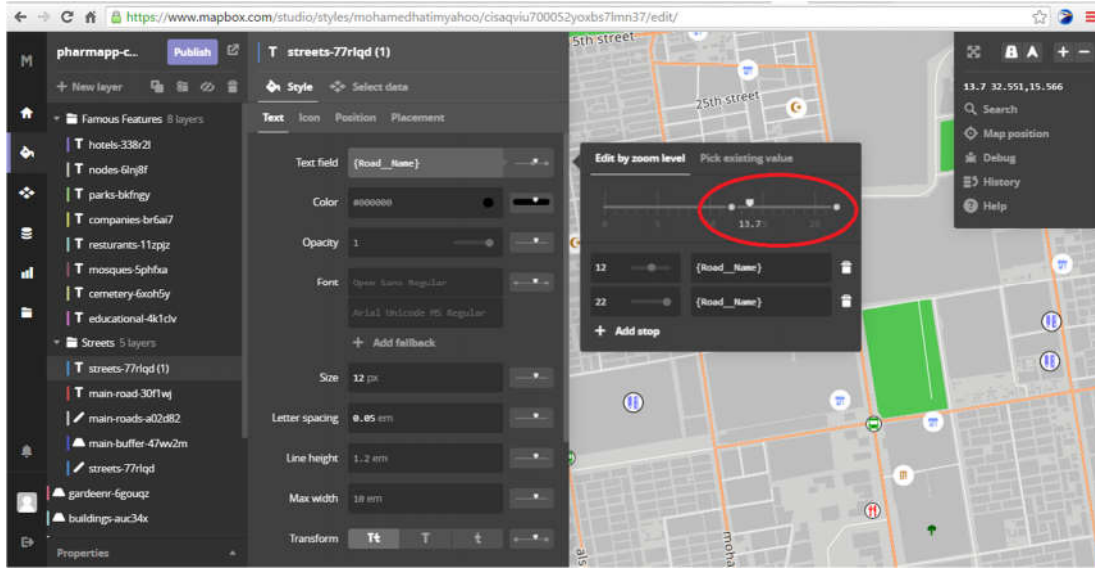 https://www.mapbox.com/studio/styles/mohamedhatimyahoo/cisaqviu700052yoxbs7lmn37/edit/
M
pharmapp-c...
Publish
+ New layer
Famous Features 8 layers
T hotels-338r2l
T nodes-6lnj8f
T parks-bkfngy
T companies-br6ai7
T resturants-11zpjz
T mosques-5phfxa
T cemetery-6xoh5y
T educational-4k1clv
Streets 5 layers
T streets-77rlqd (1)
T main-road-30f1wj
main-roads-a02d82
main-buffer-47wv2m
streets-77rlqd
gardeenr-6gouqz
buildings-auc34x
Properties
T streets-77rlqd (1)
Style
Select data
Text Icon Position Placement
Text field {Road__Name}
Color #000000
Opacity 1
Font Open Sans Regular
Arial Unicode MS Regular
+ Add fallback
Size 12 px
Letter spacing 0.05 em
Line height 1.2 em
Max width 10 em
Transform Tt T t
Edit by zoom level
Pick existing value
13.7
12 {Road__Name}
22 {Road__Name}
+ Add stop
5th street
25th street
als
moha
13.7 32.551,15.566
Search
Map position
Debug
History
Help